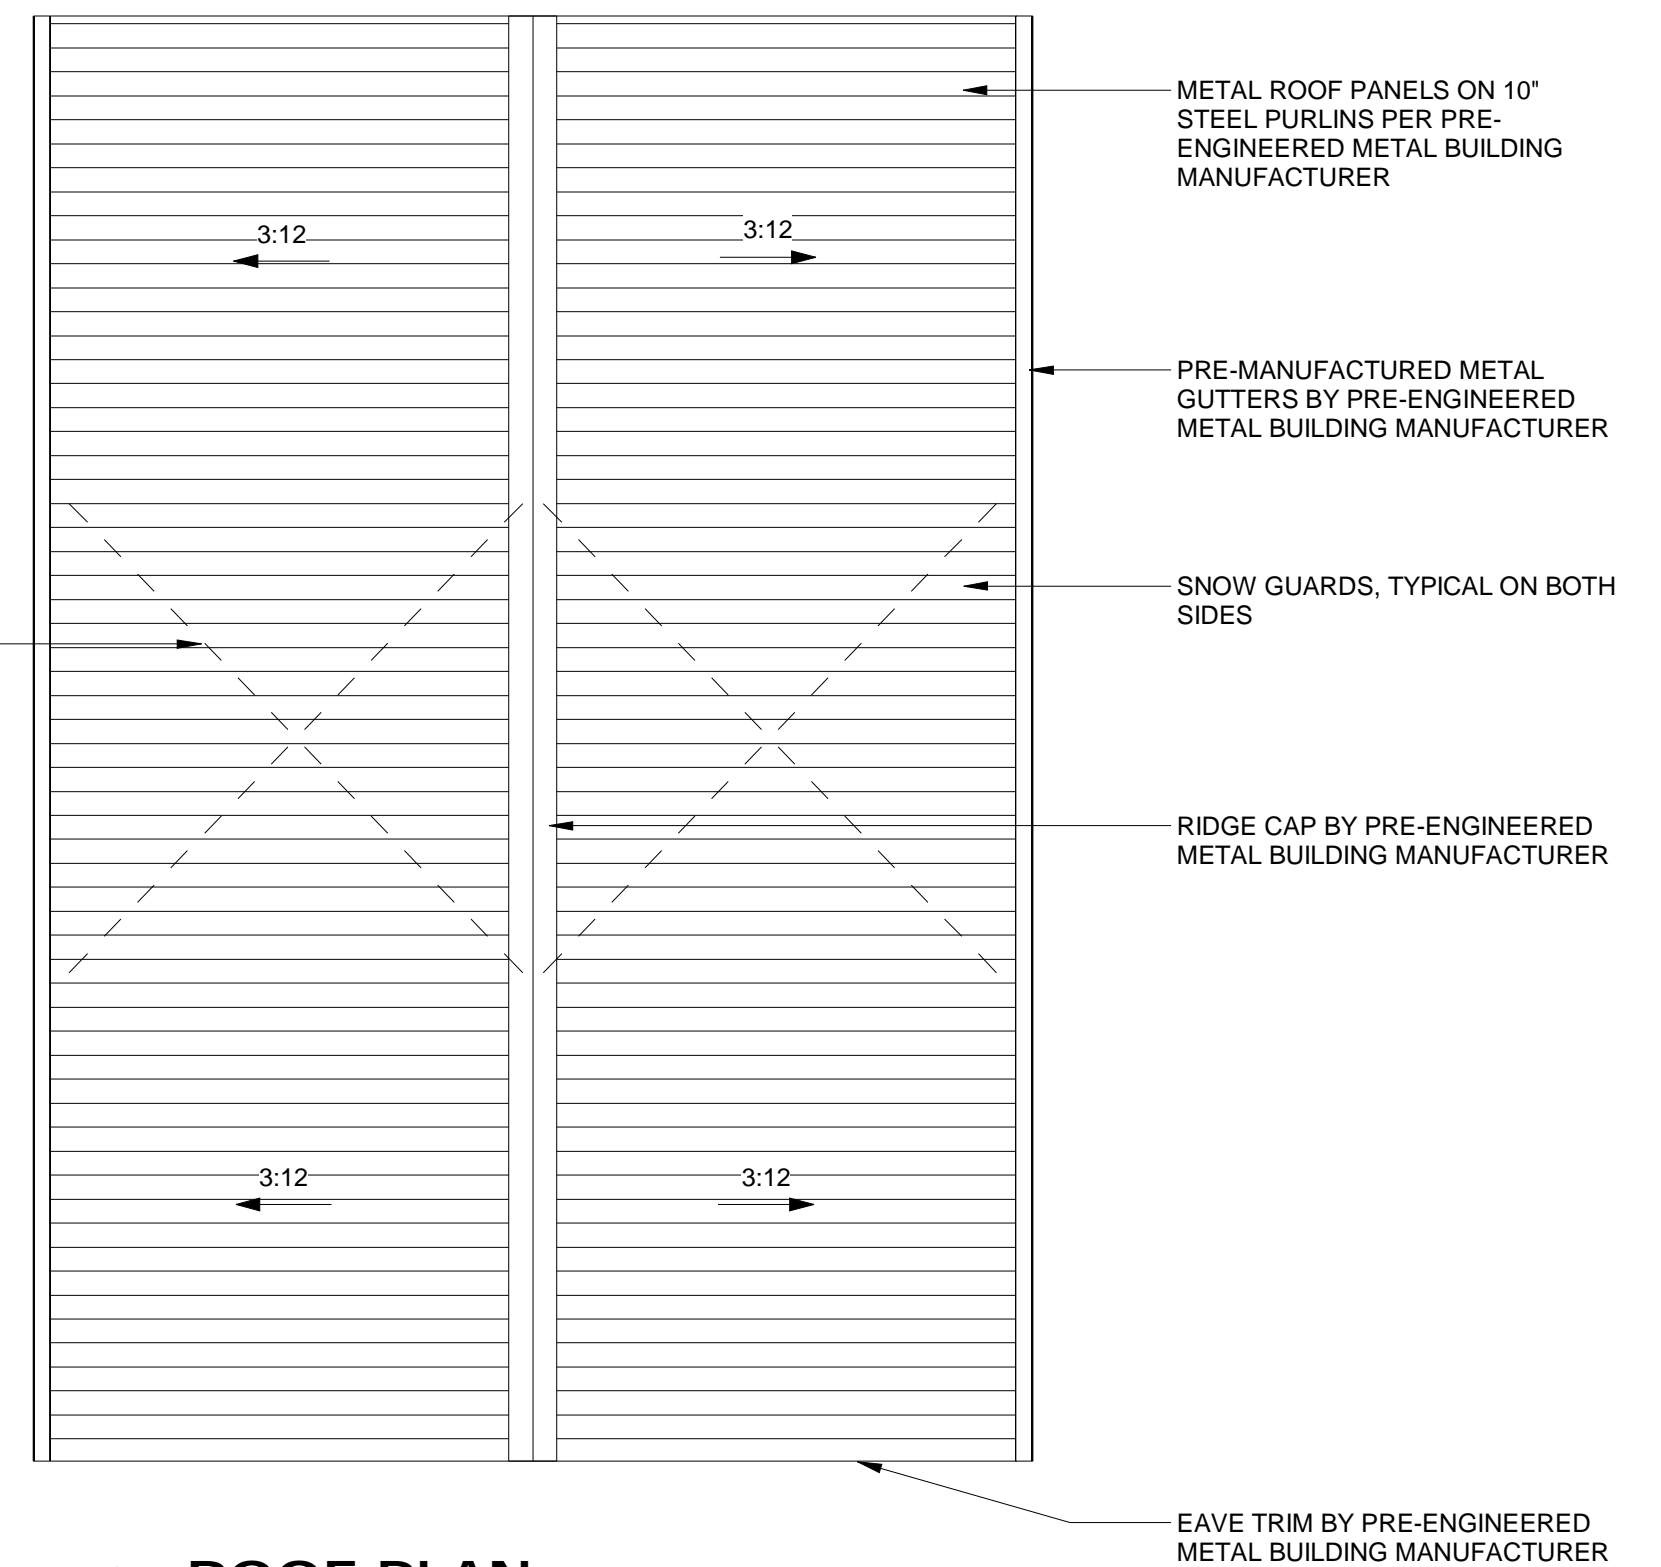 METAL ROOF PANELS ON 10"
STEEL PURLINS PER PRE-
ENGINEERED METAL BUILDING
MANUFACTURER
3:12
3:12
PRE-MANUFACTURED METAL
GUTTERS BY PRE-ENGINEERED
METAL BUILDING MANUFACTURER
SNOW GUARDS, TYPICAL ON BOTH
SIDES
RIDGE CAP BY PRE-ENGINEERED
METAL BUILDING MANUFACTURER
3:12
3:12
EAVE TRIM BY PRE-ENGINEERED
METAL BUILDING MANUFACTURER
ROOF PLAN